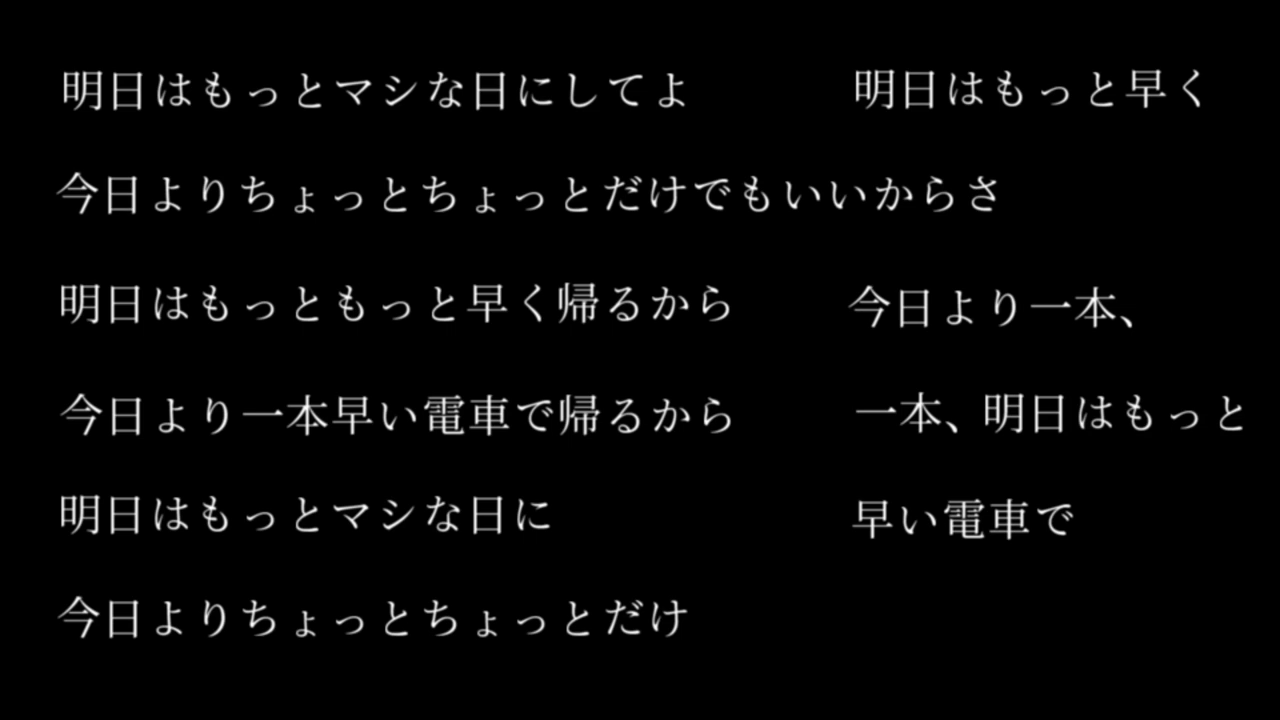 明日はもっとマシな日にしてよ
今日よりちょっとちょっとだけでもいいからさ
明日はもっともっと早く帰るから
今日より一本早い電車で帰るから
明日はもっとマシな日に
今日よりちょっとちょっとだけ
明日はもっと早く
今日より一本、
一本、明日はもっと
早い電車で